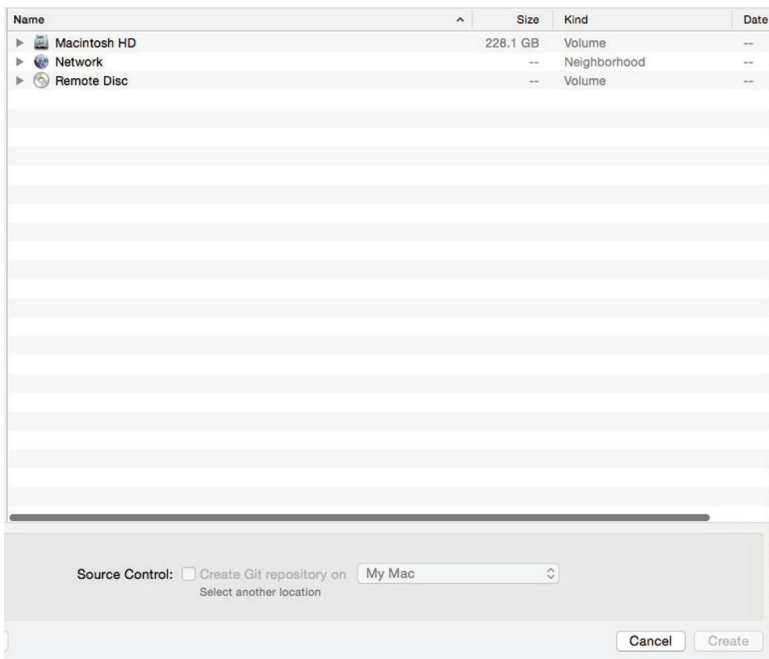 Name Size Kind Date
Macintosh HD 228.1 GB Volume --
Network -- Neighborhood --
Remote Disc -- Volume --
Source Control: Create Git repository on My Mac
Select another location
Cancel Create